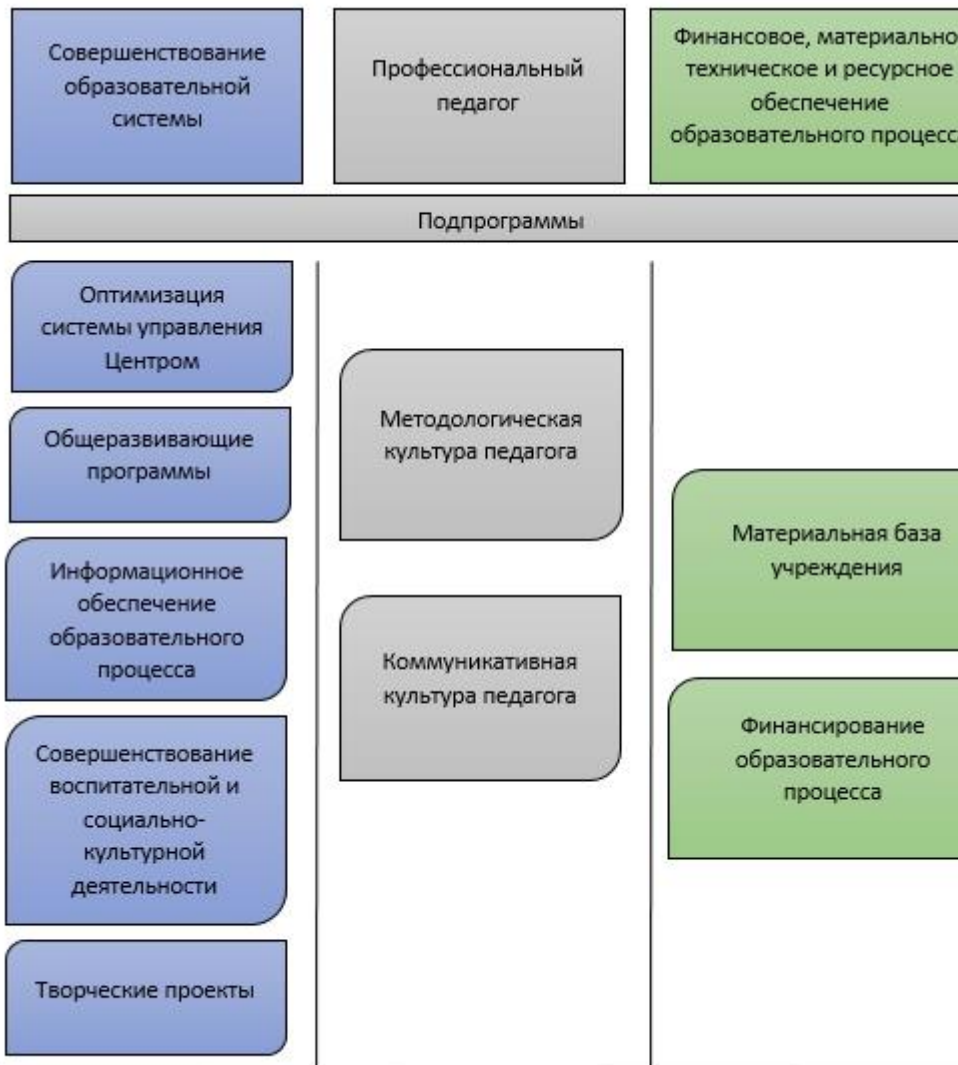 Совершенствование
образовательной
системы
Профессиональный
педагог
Финансовое, материально
техническое и ресурсное
обеспечение
образовательного процесс
Подпрограммы
Оптимизация
системы управления
Центром
Общеразвивающие
программы
Информационное
обеспечение
образовательного
процесса
Совершенствование
воспитательной и
социально-
культурной
деятельности
Творческие проекты
Методологическая
культура педагога
Коммуникативная
культура педагога
Материальная база
учреждения
Финансирование
образовательного
процесса